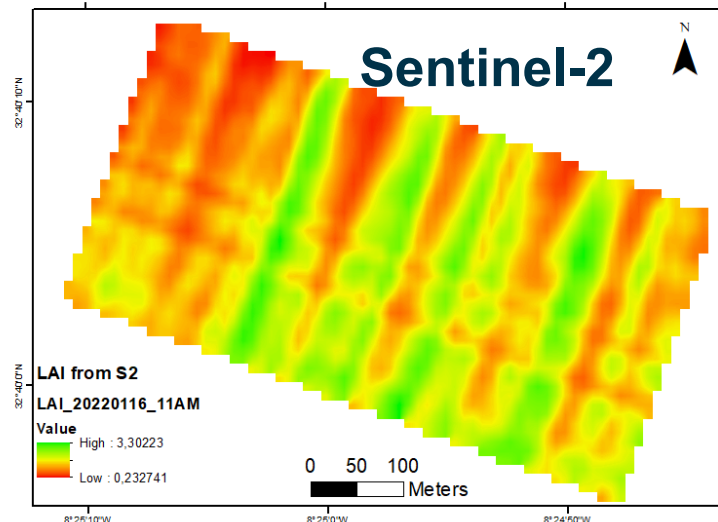 Sentinel-2
N
32°40'10"N
32°40'0"N
LAI from S2
LAI_20220116_11AM
Value
High : 3,30223
Low : 0,232741
0 50 100
Meters
8°25'10"W 8°25'0"W 8°24'50"W